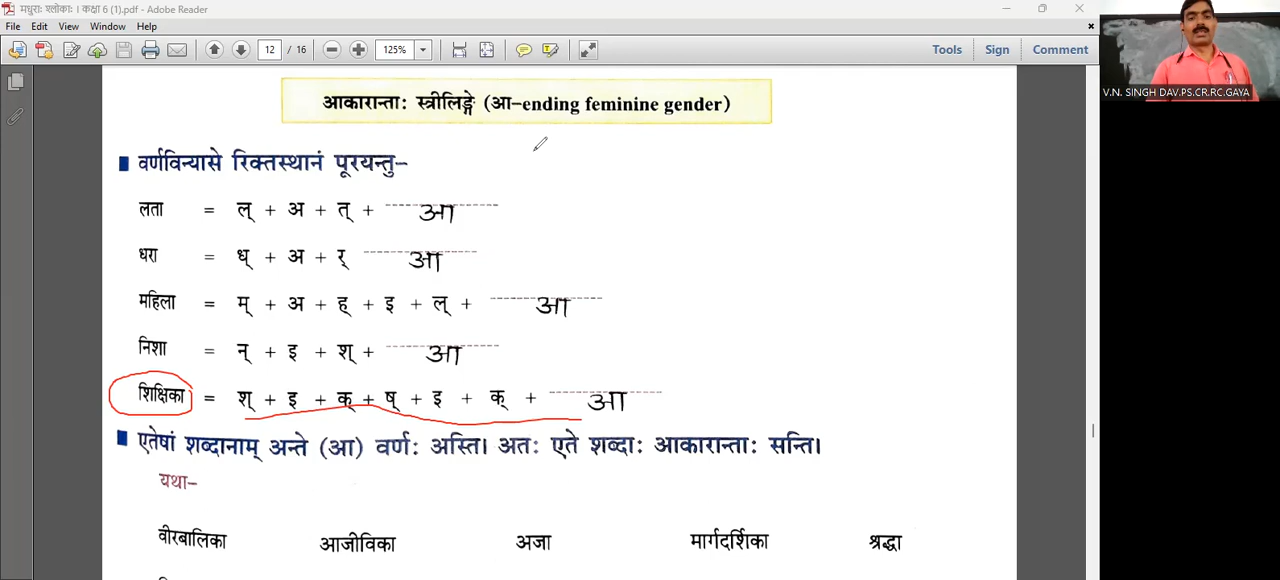 मधुराः श्लोकाः । कक्षा 6 (1).pdf - Adobe Reader
File Edit View Window Help
12 / 16 125% Tools Sign Comment
V.N. SINGH DAV.PS.CR.RC.GAYA
आकारान्ताः स्त्रीलिङ्गे (आ-ending feminine gender)
वर्णविन्यासे रिक्तस्थानं पूरयन्तु-
लता = ल् + अ + त् + आ
धरा = ध् + अ + र् आ
महिला = म् + अ + ह् + इ + ल् + आ
निशा = न् + इ + श् + आ
शिक्षिका = श् + इ + क् + ष् + इ + क् + आ
एतेषां शब्दानाम् अन्ते (आ) वर्णः अस्ति। अतः एते शब्दाः आकारान्ताः सन्ति।
यथा-
वीरबालिका आजीविका अजा मार्गदर्शिका श्रद्धा